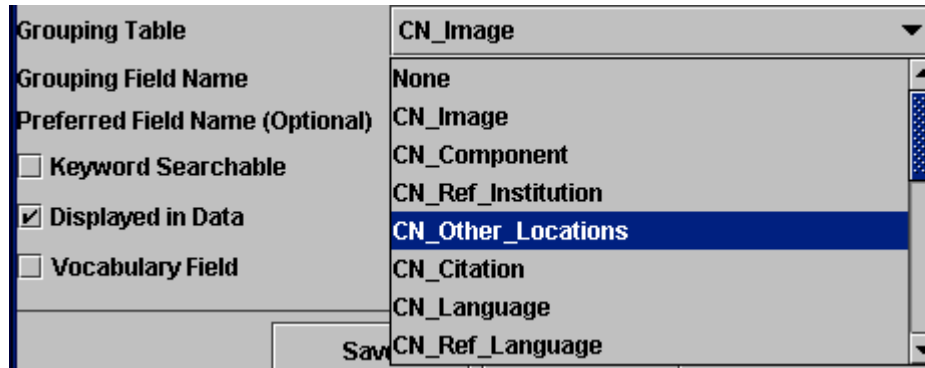 Grouping Table CN_Image
Grouping Field Name None
Preferred Field Name (Optional) CN_Image
Keyword Searchable CN_Component
CN_Ref_Institution
Displayed in Data CN_Other_Locations
Vocabulary Field CN_Citation
CN_Language
CN_Ref_Language